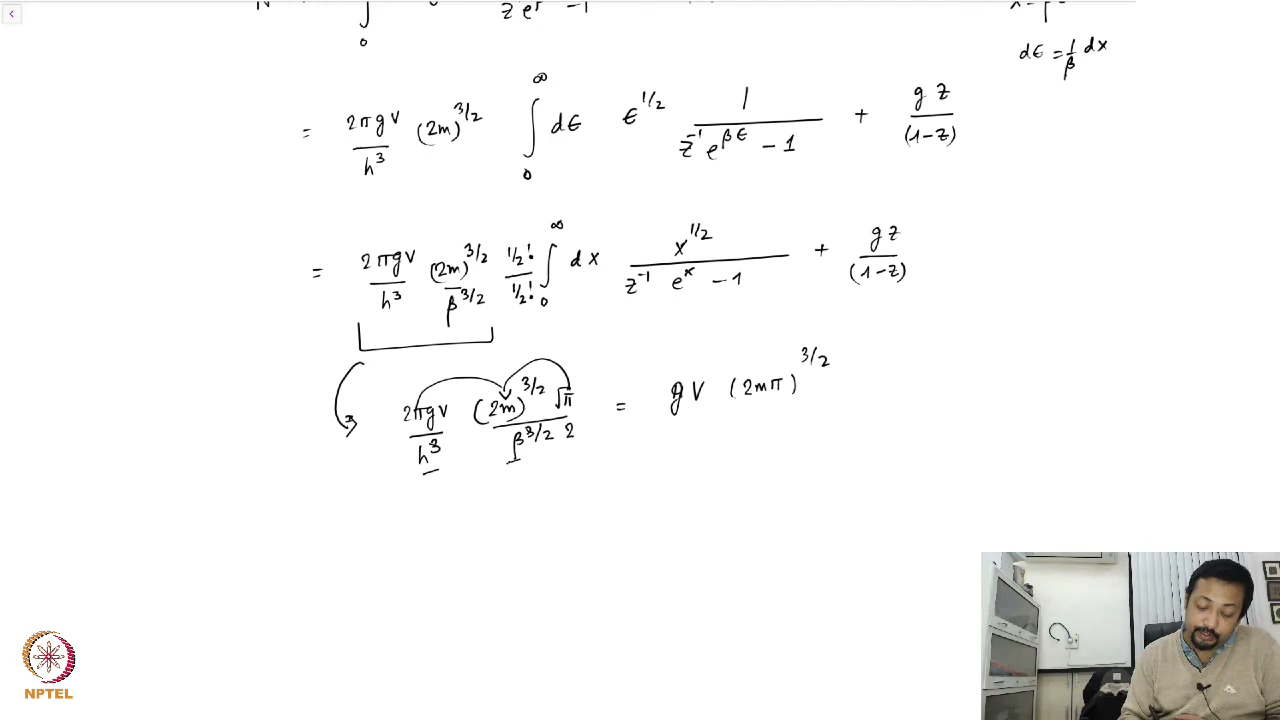 N z e^β -1 x=β
0
dϵ = 1/β dx
= 2πgV/h³ (2m)^3/2 ∫₀^∞ dϵ ϵ^1/2 1/(z⁻¹ e^βϵ - 1) + gz/(1-z)
= 2πgV/h³ (2m)^3/2/β^3/2 1/2!/1/2! ∫₀^∞ dx x^1/2/(z⁻¹ e^x - 1) + gz/(1-z)
2πgV/h³ (2m)^3/2 √π/β^3/2 2 = gV (2mπ)^3/2
NPTEL